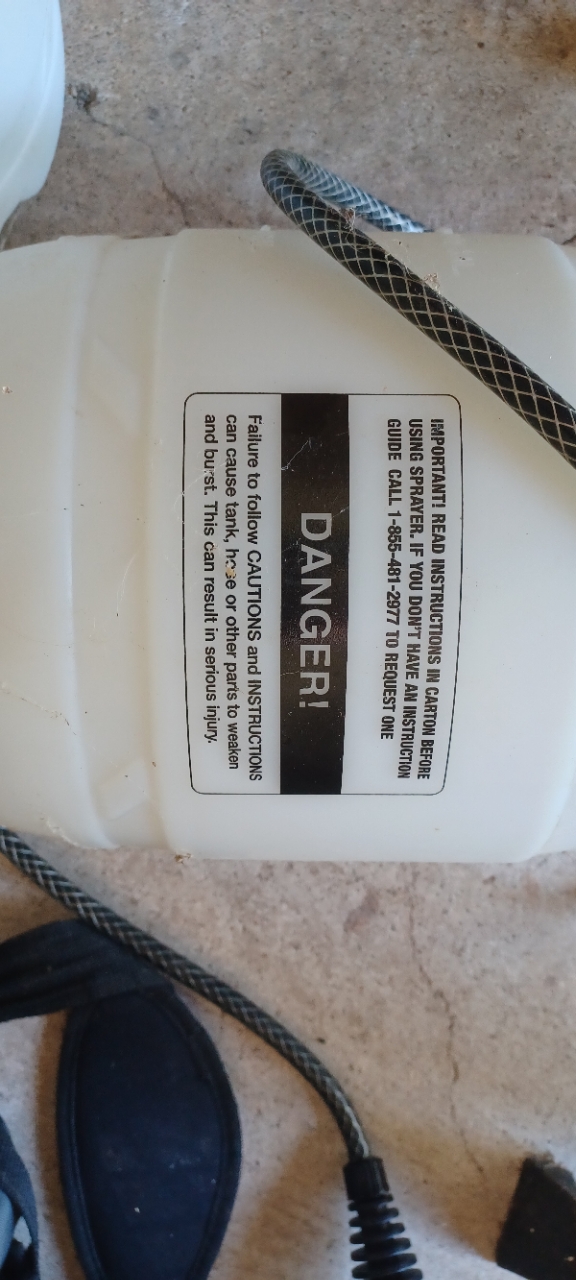 IMPORTANT! READ INSTRUCTIONS IN CARTON BEFORE
USING SPRAYER. IF YOU DON'T HAVE AN INSTRUCTION
GUIDE CALL 1-855-481-2977 TO REQUEST ONE
DANGER!
Failure to follow CAUTIONS and INSTRUCTIONS
can cause tank, hose or other parts to weaken
and burst. This can result in serious injury.